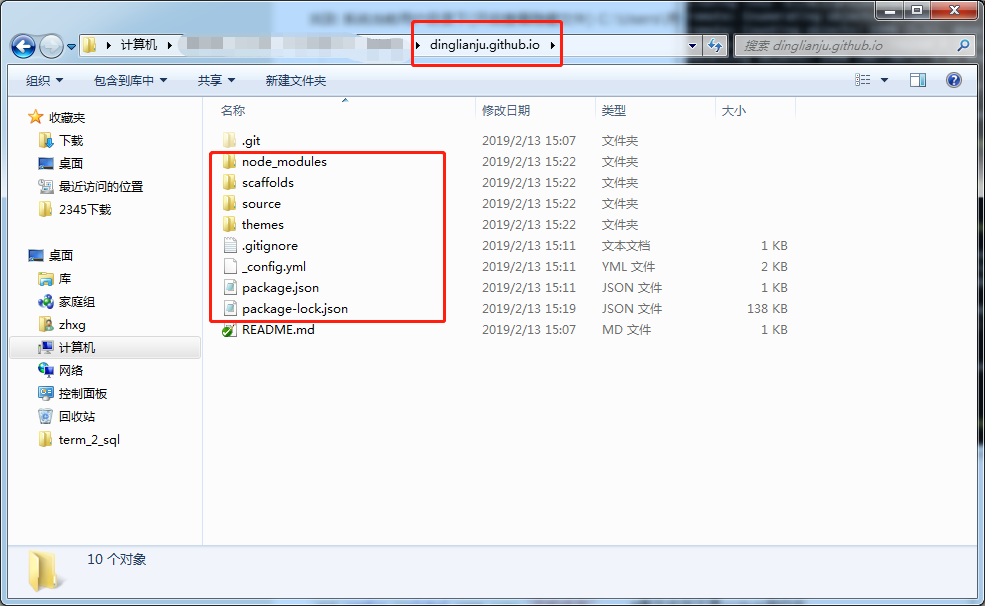 计算机 dinglianju.github.io 搜索 dinglianju.github.io
组织 包含到库中 共享 新建文件夹
名称 修改日期 类型 大小
收藏夹
下载
桌面
最近访问的位置
2345下载
桌面
库
家庭组
zhxg
计算机
网络
控制面板
回收站
term_2_sql
.git 2019/2/13 15:07 文件夹
node_modules 2019/2/13 15:22 文件夹
scaffolds 2019/2/13 15:22 文件夹
source 2019/2/13 15:22 文件夹
themes 2019/2/13 15:22 文件夹
.gitignore 2019/2/13 15:11 文本文档 1 KB
_config.yml 2019/2/13 15:11 YML 文件 2 KB
package.json 2019/2/13 15:11 JSON 文件 1 KB
package-lock.json 2019/2/13 15:19 JSON 文件 138 KB
README.md 2019/2/13 15:07 MD 文件 1 KB
10 个对象